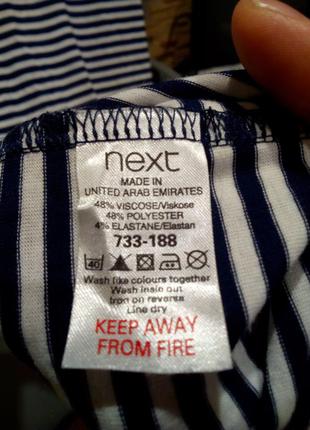 next
MADE IN
UNITED ARAB EMIRATES
48% VISCOSE/Viskose
48% POLYESTER
4% ELASTANE/Elastan
733-188
40
Wash like colours together
Wash inside out
Iron on reverse
Line dry
KEEP AWAY
FROM FIRE